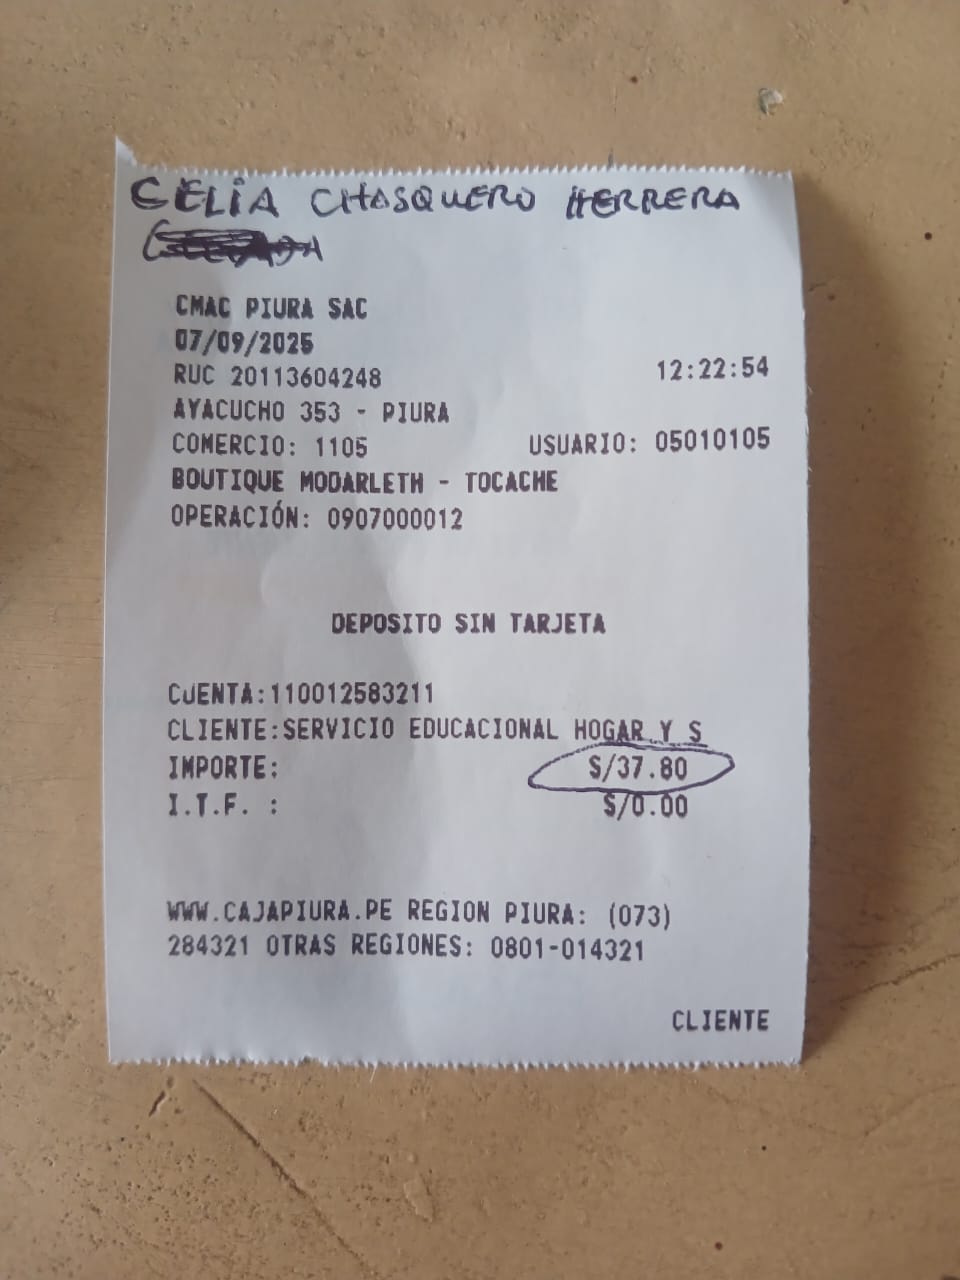 CELIA CHASQUERO HERRERA
CMAC PIURA SAC
07/09/2025
RUC 20113604248 12:22:54
AYACUCHO 353 - PIURA
COMERCIO: 1105 USUARIO: 05010105
BOUTIQUE MODARLETH - TOCACHE
OPERACIÓN: 0907000012
DEPOSITO SIN TARJETA
CUENTA:110012583211
CLIENTE:SERVICIO EDUCACIONAL HOGAR Y S
IMPORTE: S/37.80
I.T.F. : S/0.00
WWW.CAJAPIURA.PE REGION PIURA: (073)
284321 OTRAS REGIONES: 0801-014321
CLIENTE